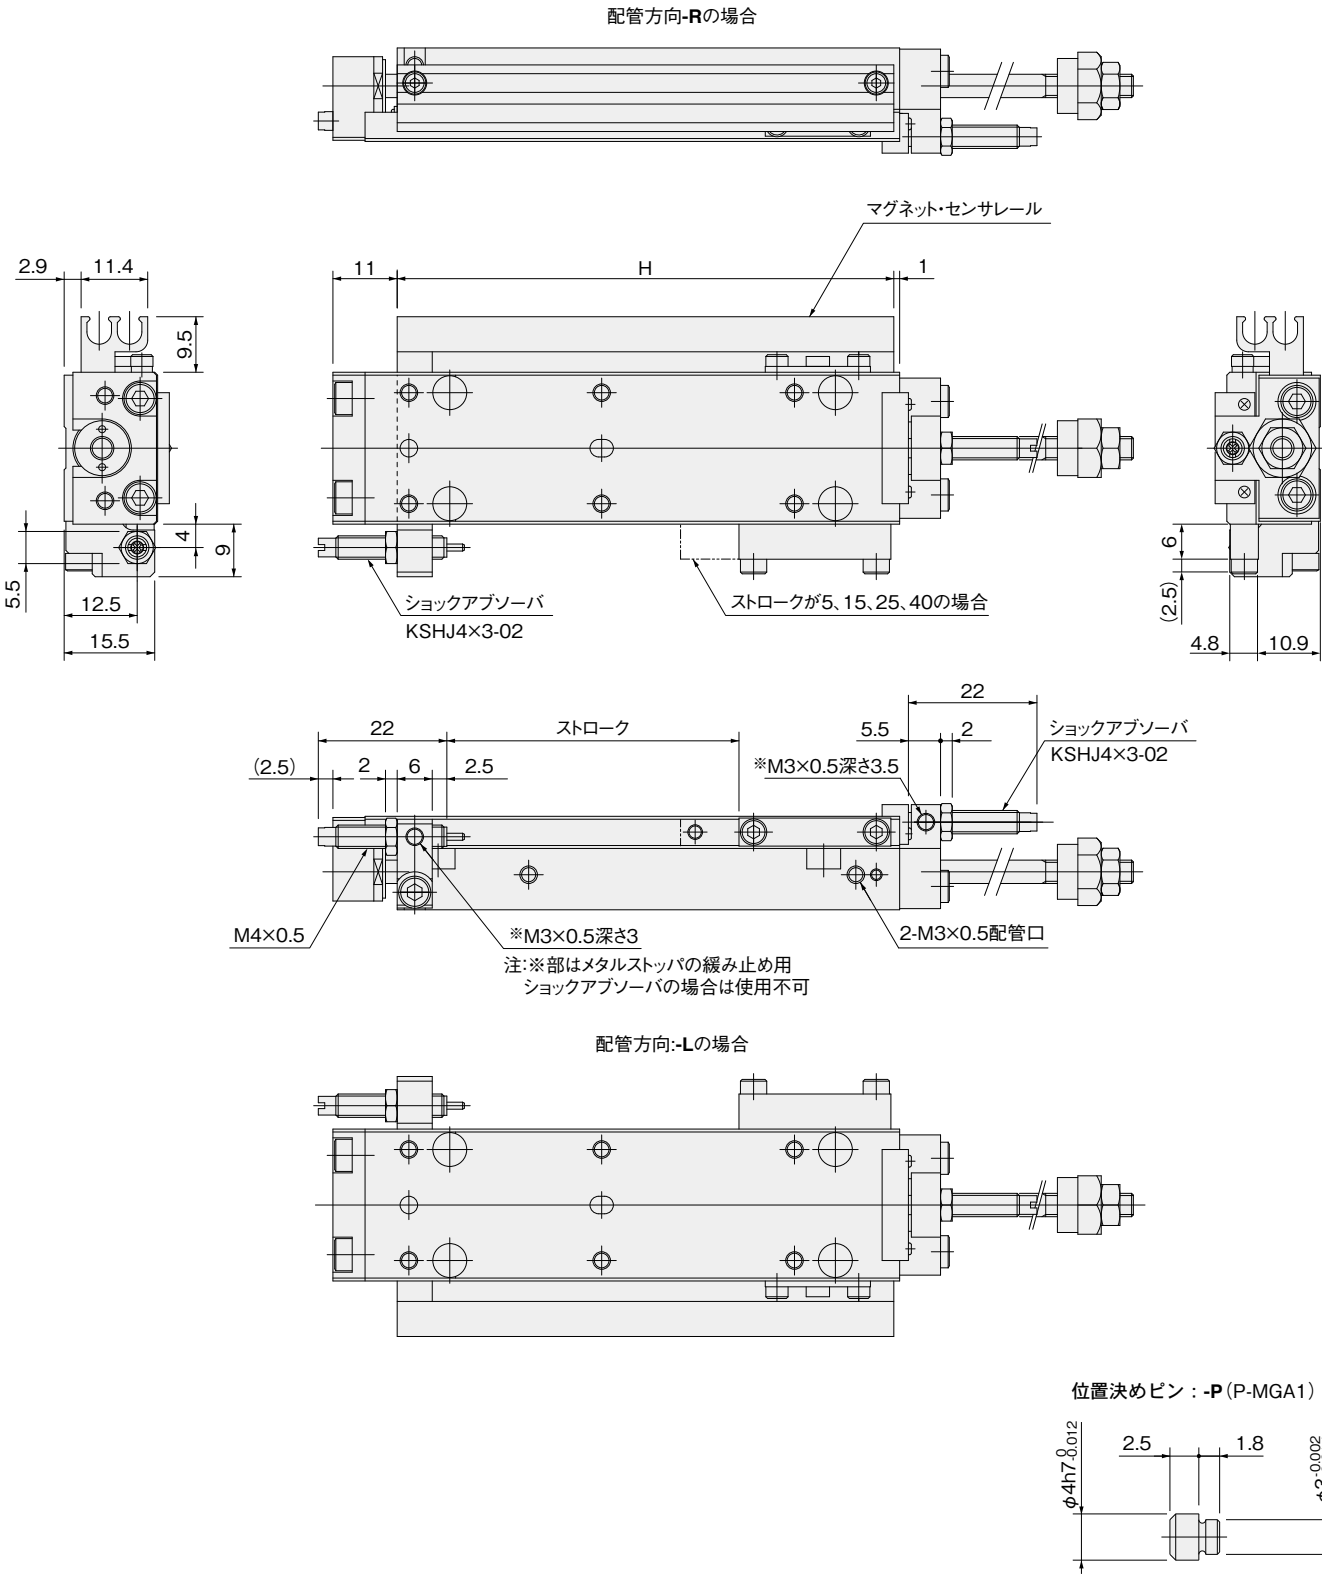 配管方向-Rの場合
マグネット・センサレール
2.9
11.4
11
H
1
9.5
4
9
5.5
12.5
15.5
ショックアブソーバ
KSHJ4×3-02
ストロークが5、15、25、40の場合
6
(2.5)
4.8
10.9
22
22
ストローク
5.5
2
ショックアブソーバ
KSHJ4×3-02
(2.5)
2
6
2.5
※M3×0.5深さ3.5
M4×0.5
※M3×0.5深さ3
2-M3×0.5配管口
注:※部はメタルストッパの緩み止め用
ショックアブソーバの場合は使用不可
配管方向:-Lの場合
位置決めピン：-P(P-MGA1)
2.5
1.8
φ4h7 0 -0.012
-0.002